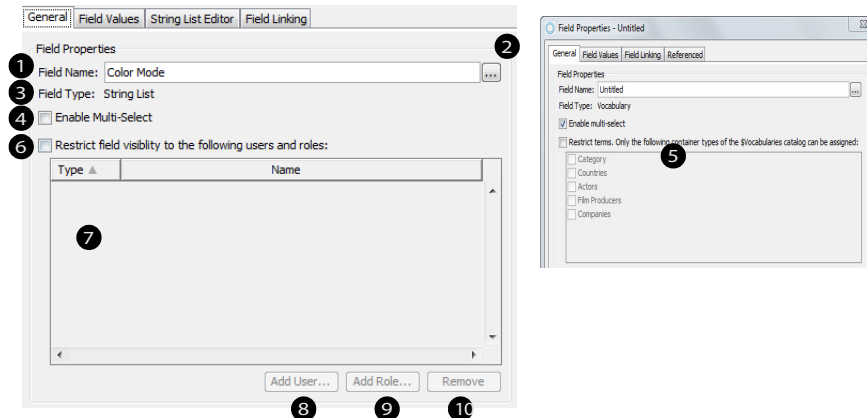 General Field Values String List Editor Field Linking
Field Properties
2
1
Field Name: Color Mode ...
3
Field Type: String List
4
Enable Multi-Select
6
Restrict field visiblity to the following users and roles:
Type Name
7
Add User... Add Role... Remove
8 9 10
Field Properties - Untitled
General Field Values Field Linking Referenced
Field Properties
Field Name: Untitled ...
Field Type: Vocabulary
Enable multi-select
Restrict terms. Only the following container types of the $Vocabularies catalog can be assigned:
5
Category
Countries
Actors
Film Producers
Companies